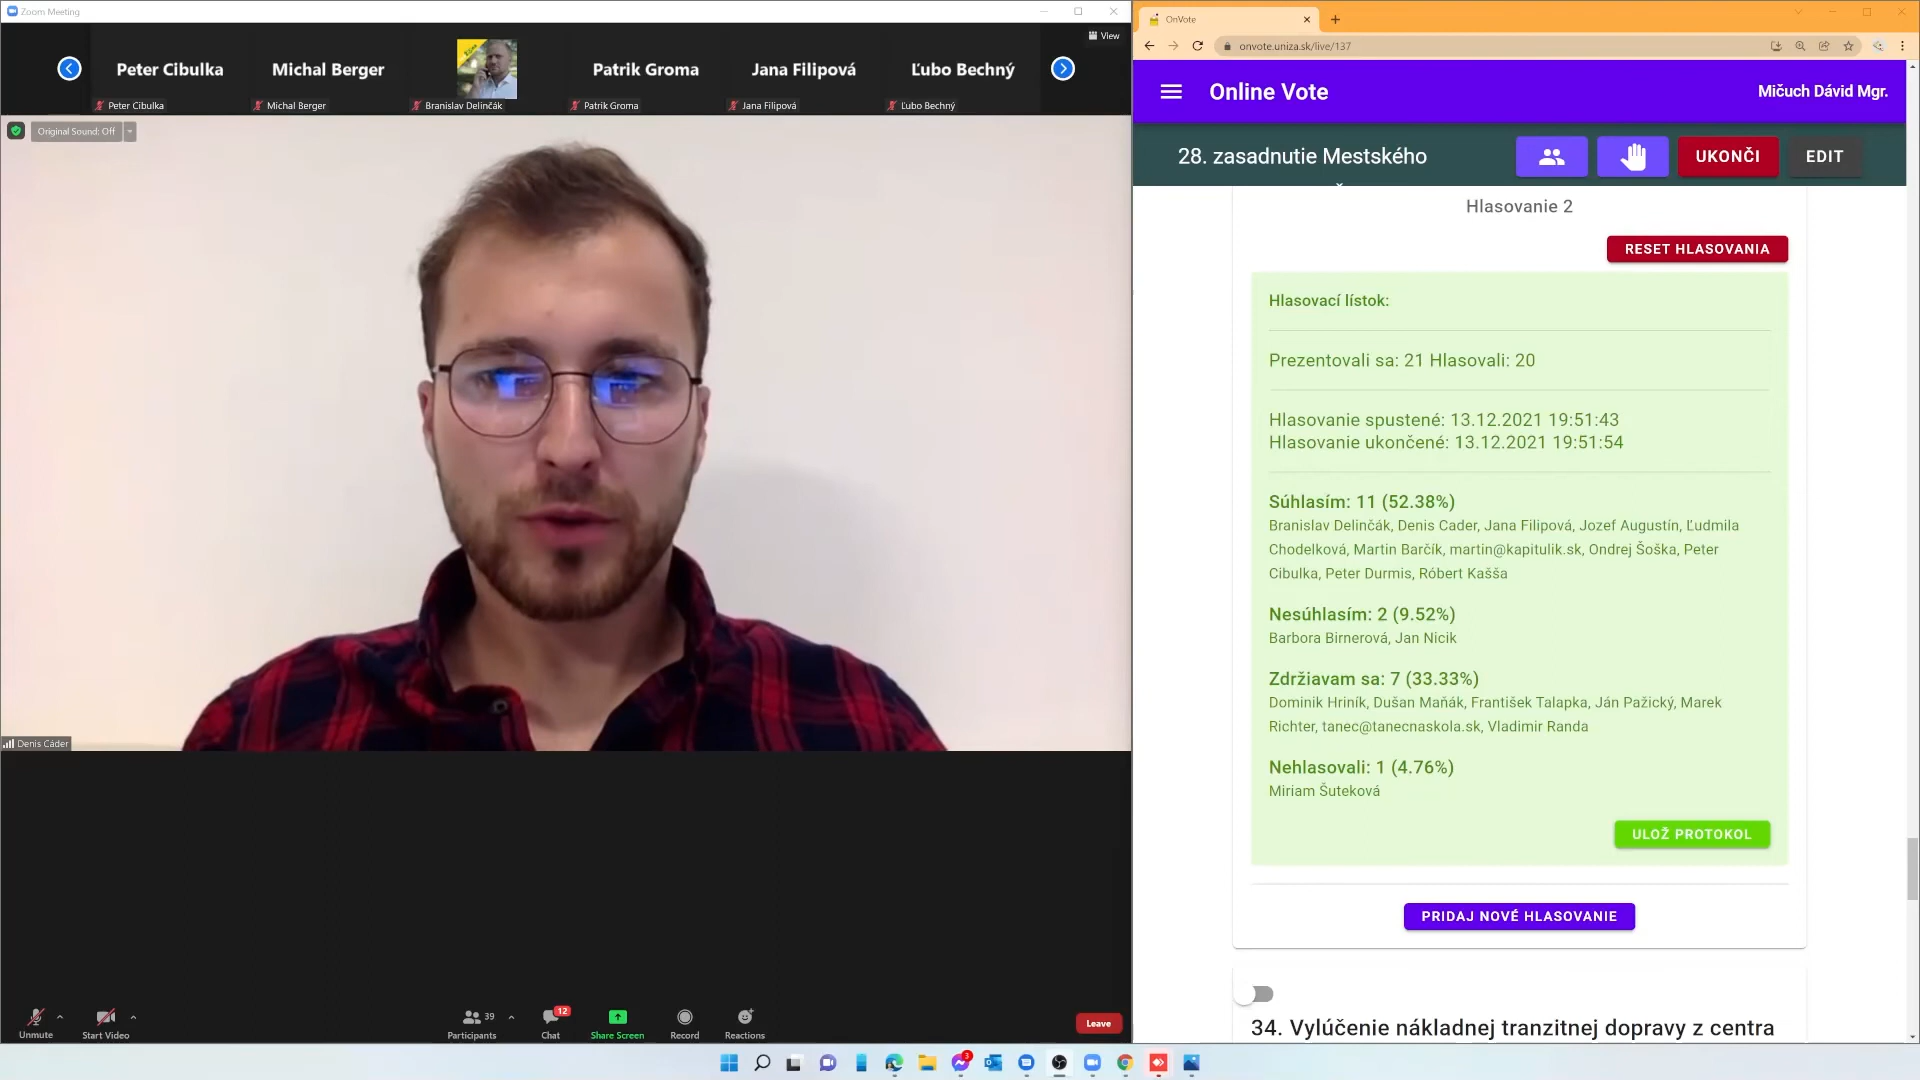 Zoom Meeting
View
Peter Cibulka
Michal Berger
Patrik Groma
Jana Filipová
Ľubo Bechný
Peter Cibulka
Michal Berger
Branislav Delinčák
Patrik Groma
Jana Filipová
Ľubo Bechný
Original Sound: Off
Denis Cáder
Unmute
Start Video
39
Participants
12
Chat
Share Screen
Record
Reactions
Leave
OnVote
onvote.uniza.sk/live/137
Online Vote
Mičuch Dávid Mgr.
28. zasadnutie Mestského
UKONČI
EDIT
Hlasovanie 2
RESET HLASOVANIA
Hlasovací lístok:
Prezentovali sa: 21 Hlasovali: 20
Hlasovanie spustené: 13.12.2021 19:51:43
Hlasovanie ukončené: 13.12.2021 19:51:54
Súhlasím: 11 (52.38%)
Branislav Delinčák, Denis Cader, Jana Filipová, Jozef Augustín, Ľudmila
Chodelková, Martin Barčík, martin@kapitulik.sk, Ondrej Šoška, Peter
Cibulka, Peter Durmis, Róbert Kašša
Nesúhlasím: 2 (9.52%)
Barbora Birnerová, Jan Nicik
Zdržiavam sa: 7 (33.33%)
Dominik Hriník, Dušan Maňák, František Talapka, Ján Pažický, Marek
Richter, tanec@tanecnaskola.sk, Vladimir Randa
Nehlasovali: 1 (4.76%)
Miriam Šuteková
ULOŽ PROTOKOL
PRIDAJ NOVÉ HLASOVANIE
34. Vylúčenie nákladnej tranzitnej dopravy z centra
3